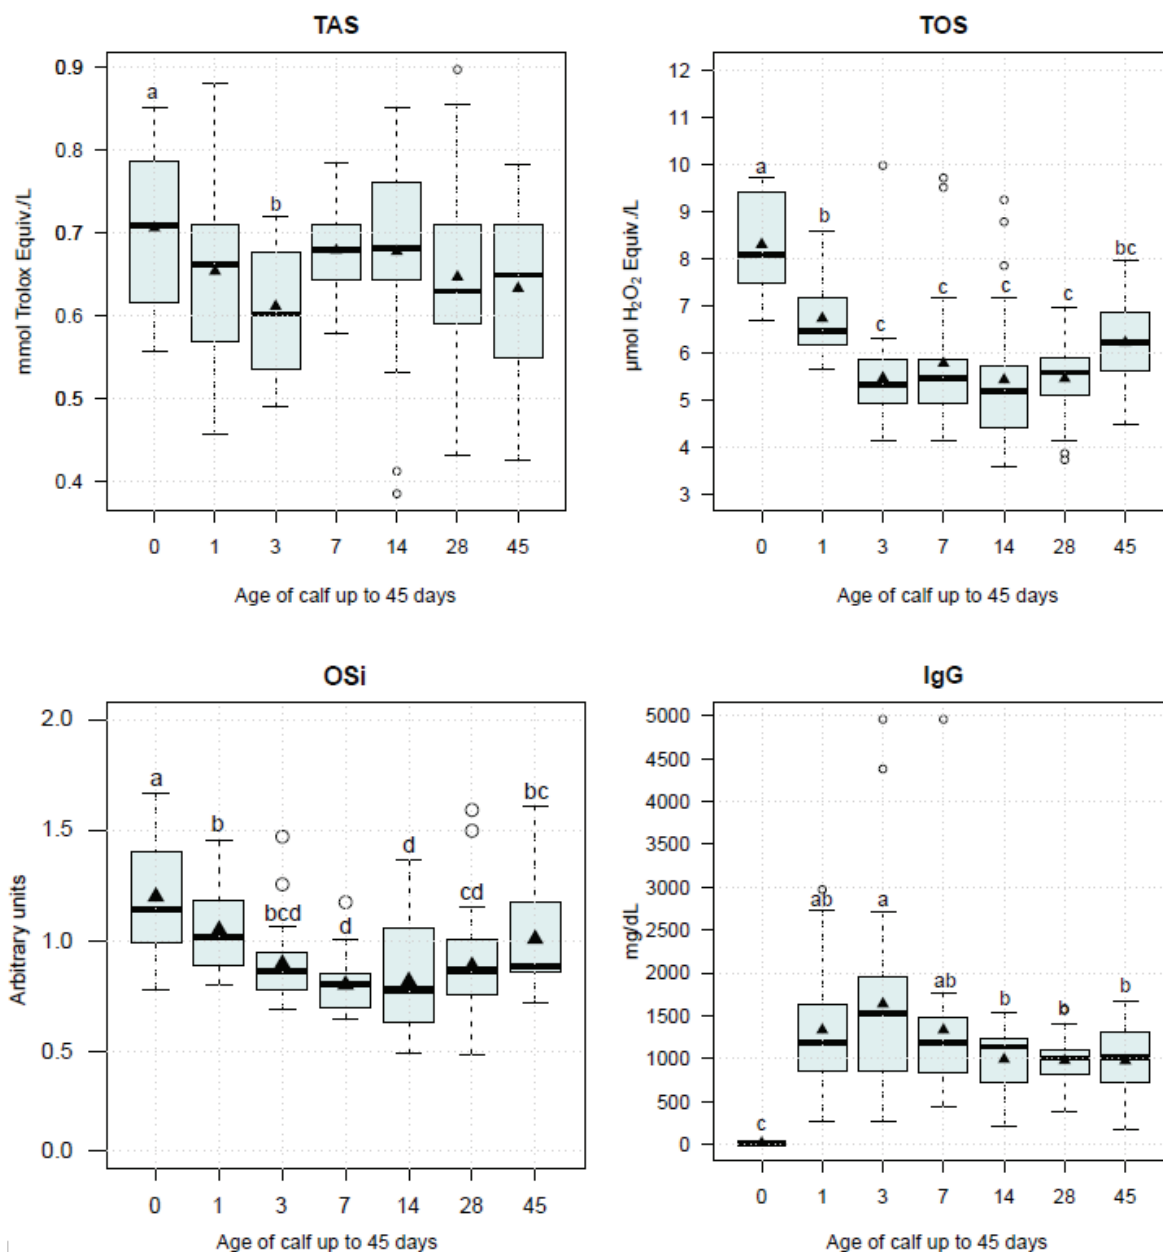 TAS
TOS
mmol Trolox Equiv./L
0.9
0.8
0.7
0.6
0.5
0.4
a
b
0 1 3 7 14 28 45
Age of calf up to 45 days
µmol H₂O₂ Equiv./L
12
11
10
9
8
7
6
5
4
3
a
b
c
c
c
c
bc
0 1 3 7 14 28 45
Age of calf up to 45 days
OSi
IgG
Arbitrary units
2.0
1.5
1.0
0.5
0.0
a
b
bcd
d
d
cd
bc
0 1 3 7 14 28 45
Age of calf up to 45 days
mg/dL
5000
4500
4000
3500
3000
2500
2000
1500
1000
500
0
c
ab
a
ab
b
b
b
0 1 3 7 14 28 45
Age of calf up to 45 days